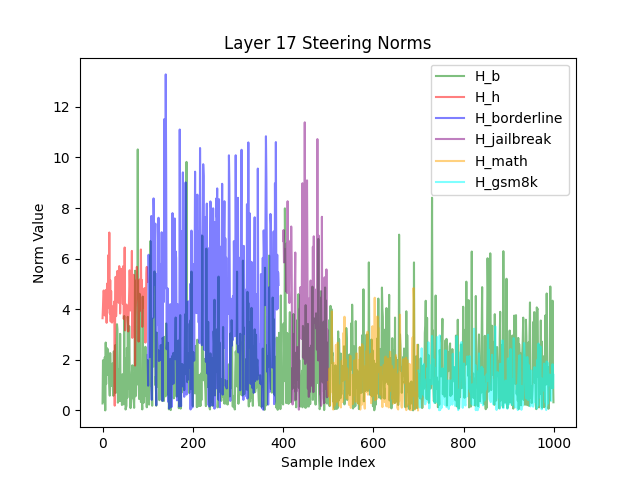 Layer 17 Steering Norms
H_b
H_h
H_borderline
H_jailbreak
H_math
H_gsm8k
Norm Value
12
10
8
6
4
2
0
0
200
400
600
800
1000
Sample Index